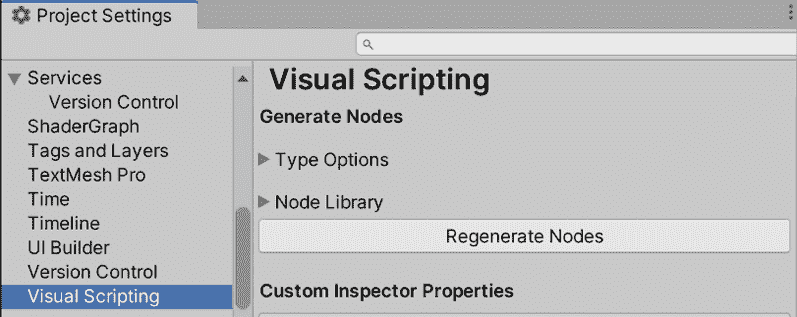 Project Settings
Services
Version Control
ShaderGraph
Tags and Layers
TextMesh Pro
Time
Timeline
UI Builder
Version Control
Visual Scripting
Visual Scripting
Generate Nodes
Type Options
Node Library
Regenerate Nodes
Custom Inspector Properties